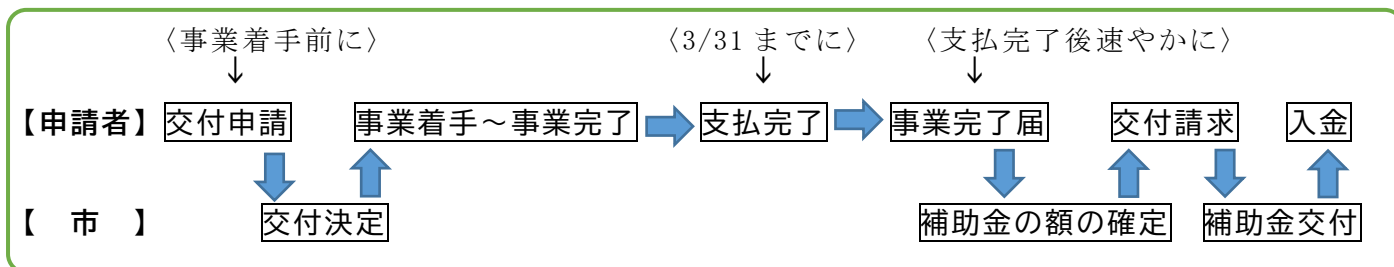 〈事業着手前に〉 〈3/31 までに〉 〈支払完了後速やかに〉
↓ ↓ ↓
【申請者】 交付申請 事業着手～事業完了 支払完了 事業完了届 交付請求 入金
【 市 】 交付決定 補助金の額の確定 補助金交付